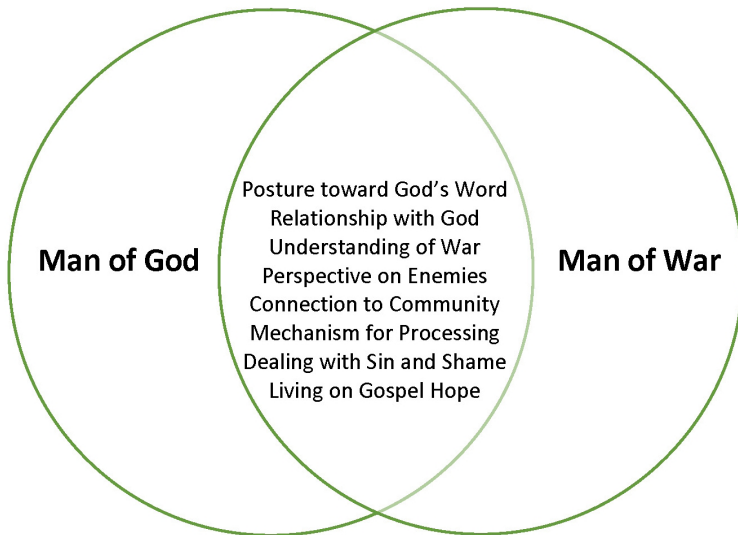 Man of God
Posture toward God’s Word
Relationship with God
Understanding of War
Perspective on Enemies
Connection to Community
Mechanism for Processing
Dealing with Sin and Shame
Living on Gospel Hope
Man of War